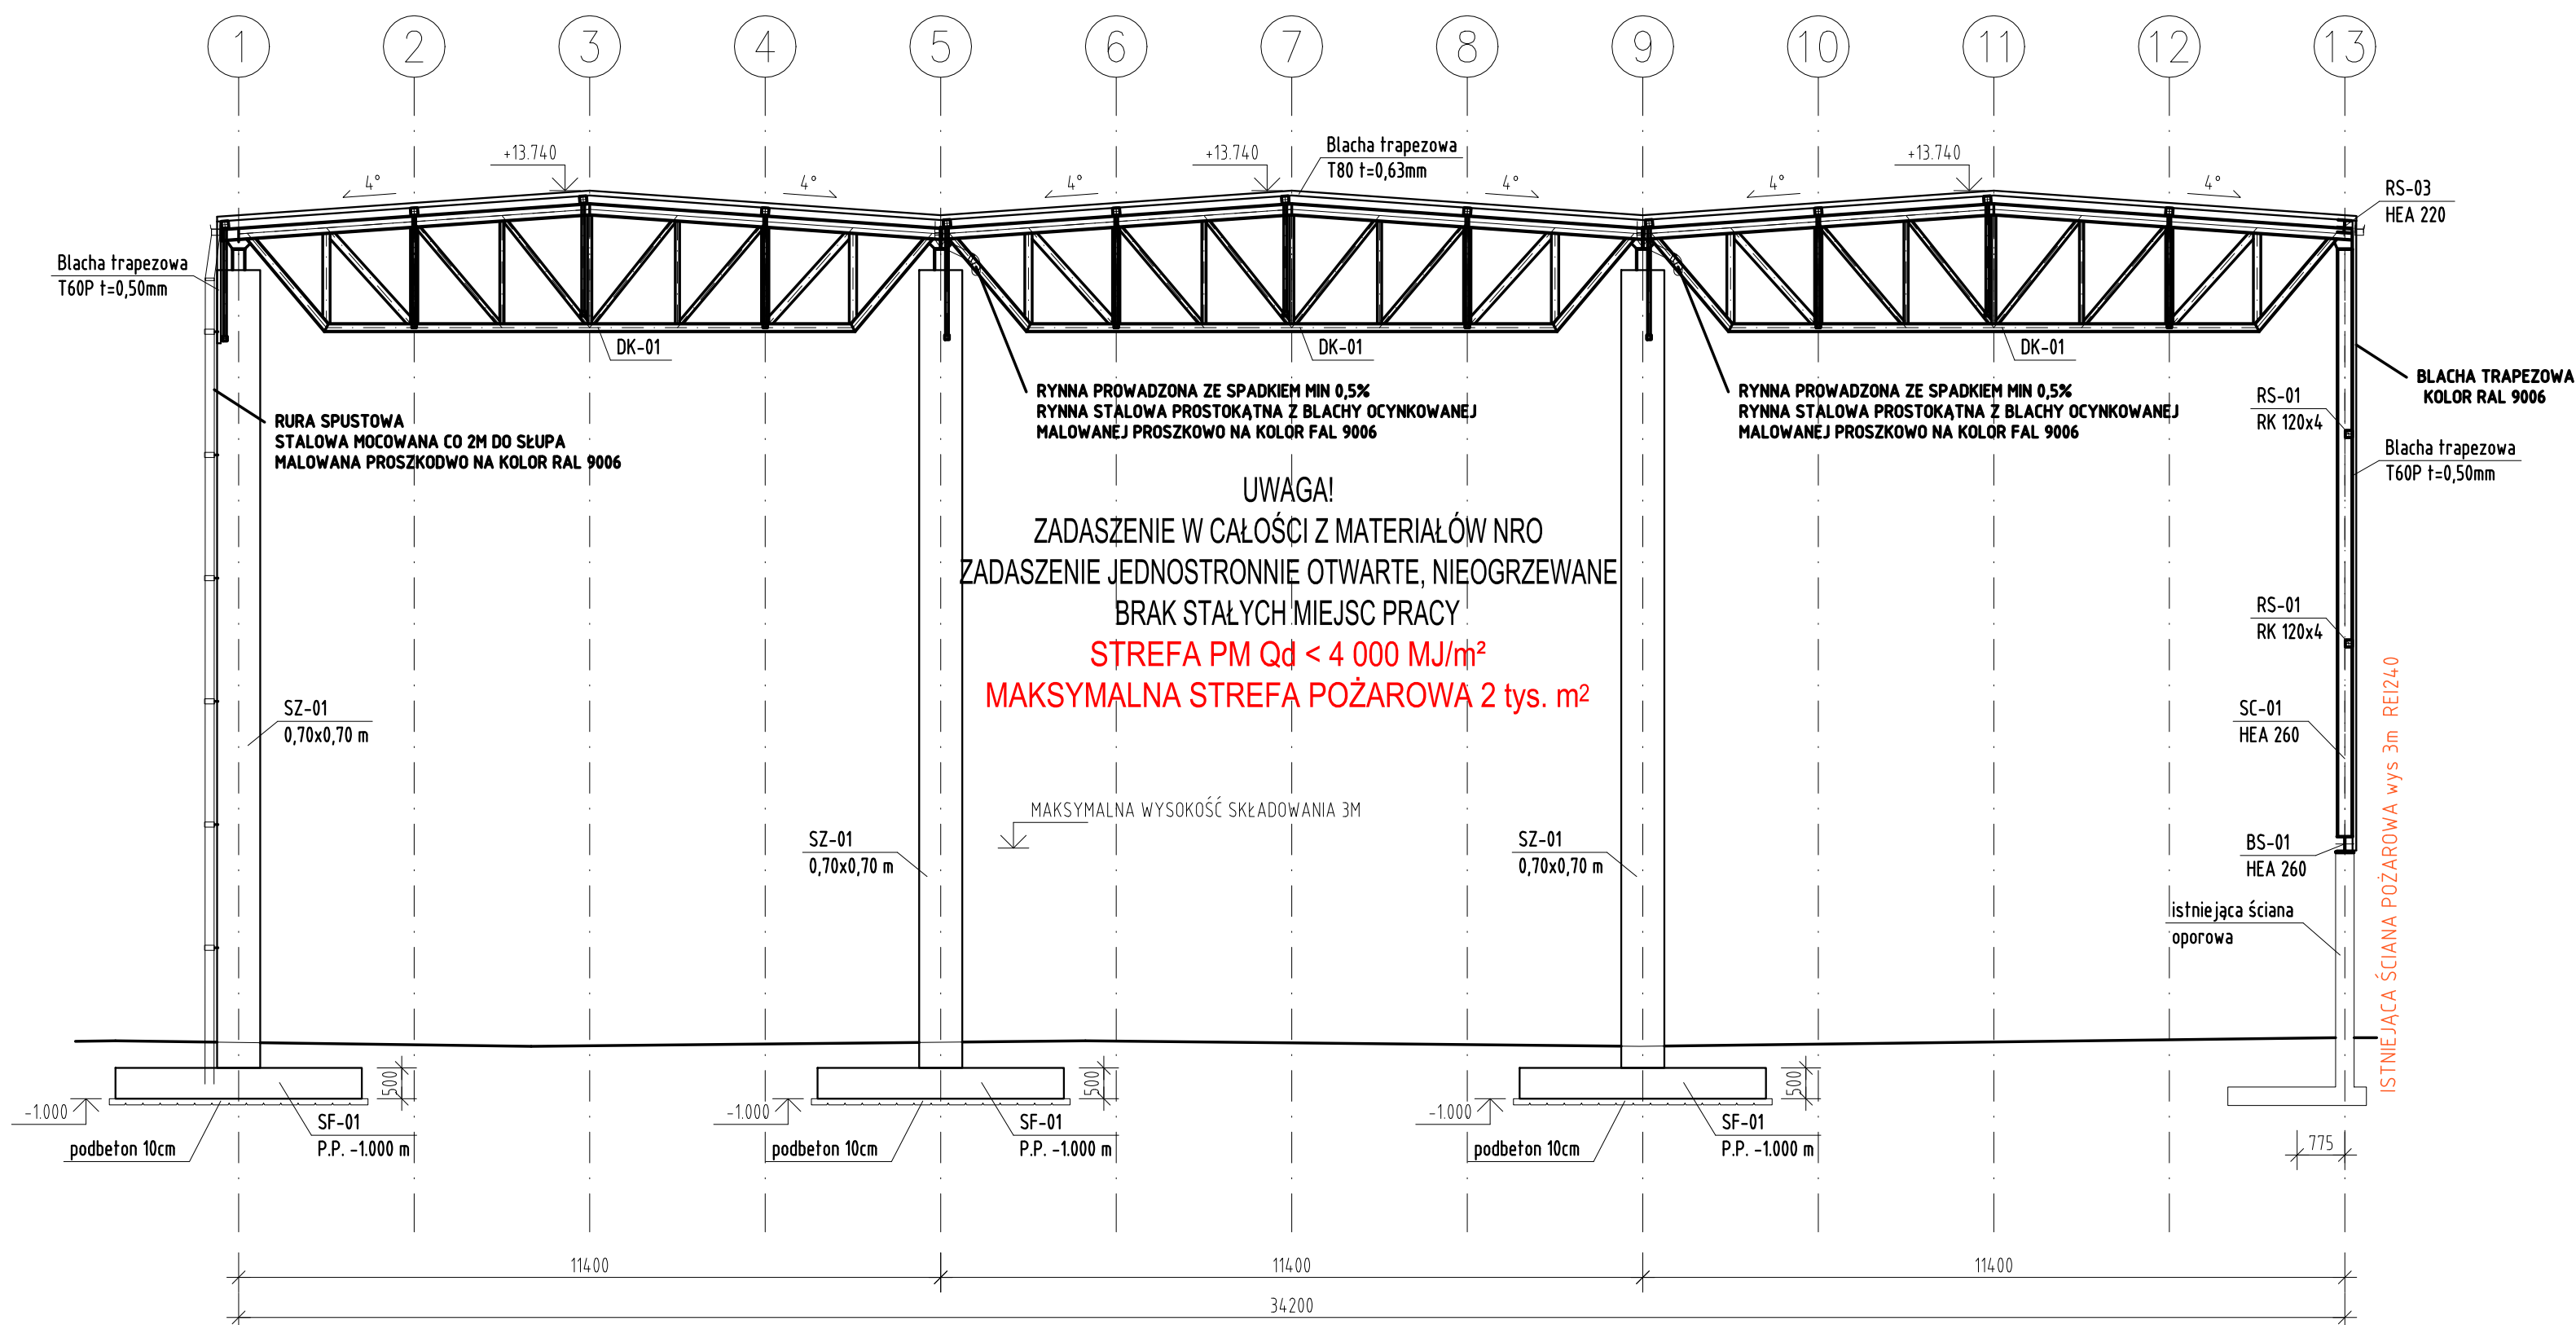 1
2
3
4
5
6
7
8
9
10
11
12
13
+13.740
+13.740
+13.740
Blacha trapezowa
T80 t=0,63mm
4°
4°
4°
4°
4°
4°
RS-03
HEA 220
Blacha trapezowa
T60P t=0,50mm
DK-01
DK-01
DK-01
RURA SPUSTOWA
STALOWA MOCOWANA CO 2M DO SŁUPA
MALOWANA PROSZKODWO NA KOLOR RAL 9006
RYNNA PROWADZONA ZE SPADKIEM MIN 0,5%
RYNNA STALOWA PROSTOKĄTNA Z BLACHY OCYNKOWANEJ
MALOWANEJ PROSZKOWO NA KOLOR FAL 9006
RYNNA PROWADZONA ZE SPADKIEM MIN 0,5%
RYNNA STALOWA PROSTOKĄTNA Z BLACHY OCYNKOWANEJ
MALOWANEJ PROSZKOWO NA KOLOR FAL 9006
BLACHA TRAPEZOWA
KOLOR RAL 9006
RS-01
RK 120x4
Blacha trapezowa
T60P t=0,50mm
UWAGA!
ZADASZENIE W CAŁOŚCI Z MATERIAŁÓW NRO
ZADASZENIE JEDNOSTRONNIE OTWARTE, NIEOGRZEWANE
BRAK STAŁYCH MIEJSC PRACY
STREFA PM Qd < 4 000 MJ/m²
MAKSYMALNA STREFA POŻAROWA 2 tys. m²
RS-01
RK 120x4
SZ-01
0,70x0,70 m
SC-01
HEA 260
MAKSYMALNA WYSOKOŚĆ SKŁADOWANIA 3M
SZ-01
0,70x0,70 m
SZ-01
0,70x0,70 m
BS-01
HEA 260
istniejąca ściana
oporowa
ISTNIEJĄCA ŚCIANA POŻAROWA wys 3m REI240
500
500
500
-1.000
-1.000
-1.000
SF-01
P.P. -1.000 m
SF-01
P.P. -1.000 m
SF-01
P.P. -1.000 m
podbeton 10cm
podbeton 10cm
podbeton 10cm
775
11400
11400
11400
34200